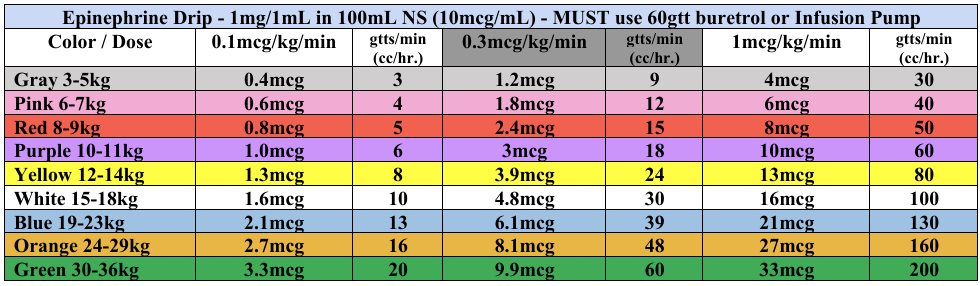 Epinephrine Drip - 1mg/1mL in 100mL NS (10mcg/mL) - MUST use 60gtt buretrol or Infusion Pump
Color / Dose 0.1mcg/kg/min gtts/min (cc/hr.) 0.3mcg/kg/min gtts/min (cc/hr.) 1mcg/kg/min gtts/min (cc/hr.)
Gray 3-5kg 0.4mcg 3 1.2mcg 9 4mcg 30
Pink 6-7kg 0.6mcg 4 1.8mcg 12 6mcg 40
Red 8-9kg 0.8mcg 5 2.4mcg 15 8mcg 50
Purple 10-11kg 1.0mcg 6 3mcg 18 10mcg 60
Yellow 12-14kg 1.3mcg 8 3.9mcg 24 13mcg 80
White 15-18kg 1.6mcg 10 4.8mcg 30 16mcg 100
Blue 19-23kg 2.1mcg 13 6.1mcg 39 21mcg 130
Orange 24-29kg 2.7mcg 16 8.1mcg 48 27mcg 160
Green 30-36kg 3.3mcg 20 9.9mcg 60 33mcg 200